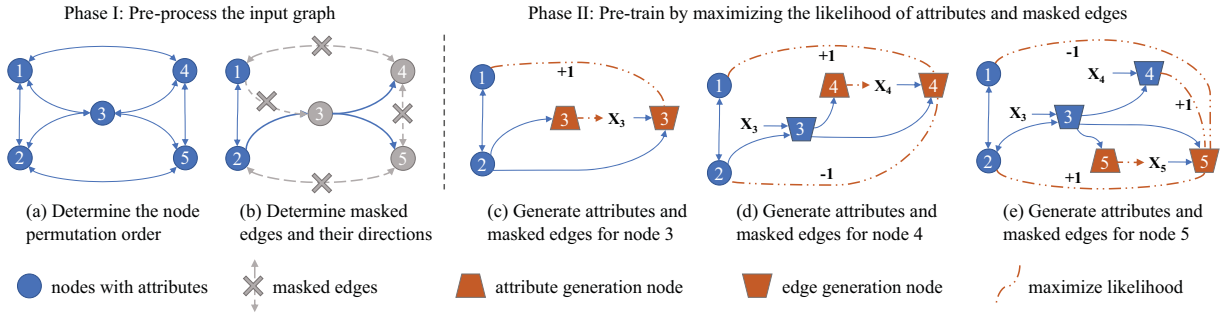 Phase I: Pre-process the input graph
Phase II: Pre-train by maximizing the likelihood of attributes and masked edges
1
4
3
2
5
1
4
3
2
5
1
+1
3
X3
3
2
1
+1
4
X4
4
X3
3
2
-1
1
-1
X4
4
X3
3
+1
2
5
X5
5
+1
(a) Determine the node
permutation order
(b) Determine masked
edges and their directions
(c) Generate attributes and
masked edges for node 3
(d) Generate attributes and
masked edges for node 4
(e) Generate attributes and
masked edges for node 5
nodes with attributes
masked edges
attribute generation node
edge generation node
maximize likelihood